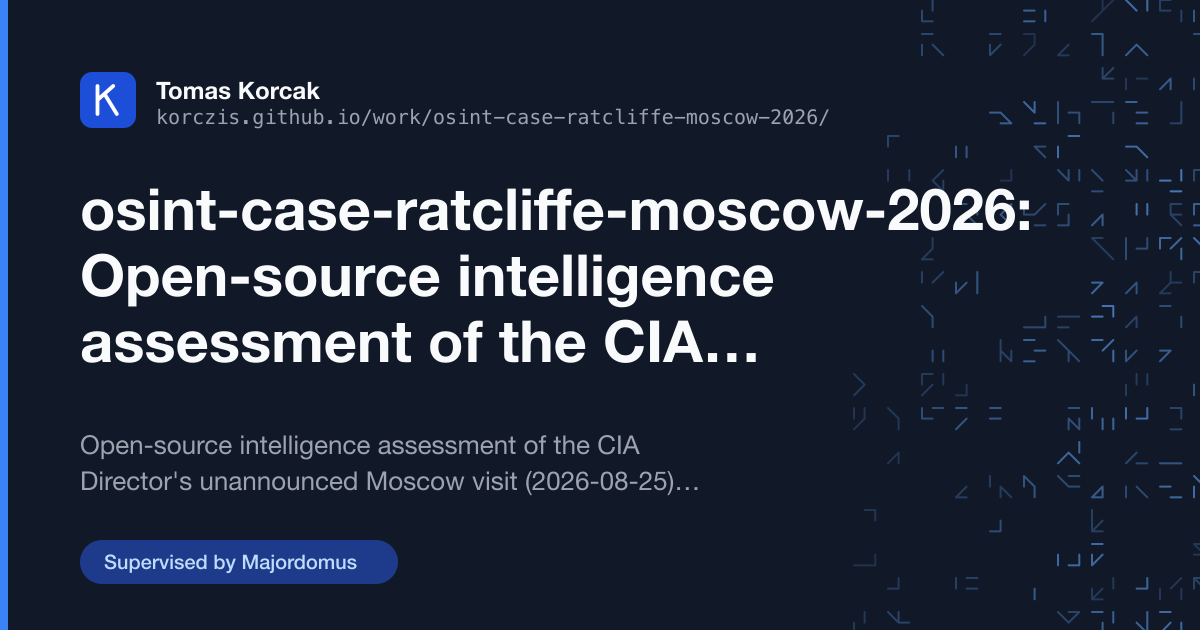 K
Tomas Korcak
korczis.github.io/work/osint-case-ratcliffe-moscow-2026/
osint-case-ratcliffe-moscow-2026:
Open-source intelligence
assessment of the CIA…
Open-source intelligence assessment of the CIA
Director's unannounced Moscow visit (2026-08-25)…
Supervised by Majordomus